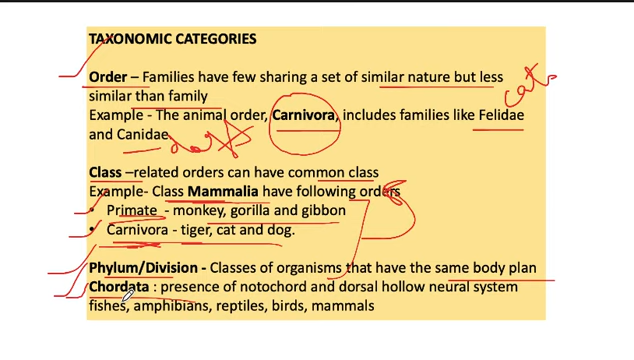 TAXONOMIC CATEGORIES
Order – Families have few sharing a set of similar nature but less
similar than family
cats
Example - The animal order, Carnivora, includes families like Felidae
and Canidae
dogs
Class –related orders can have common class
Example- Class Mammalia have following orders
• Primate - monkey, gorilla and gibbon
• Carnivora - tiger, cat and dog.
Phylum/Division - Classes of organisms that have the same body plan
Chordata : presence of notochord and dorsal hollow neural system
fishes, amphibians, reptiles, birds, mammals